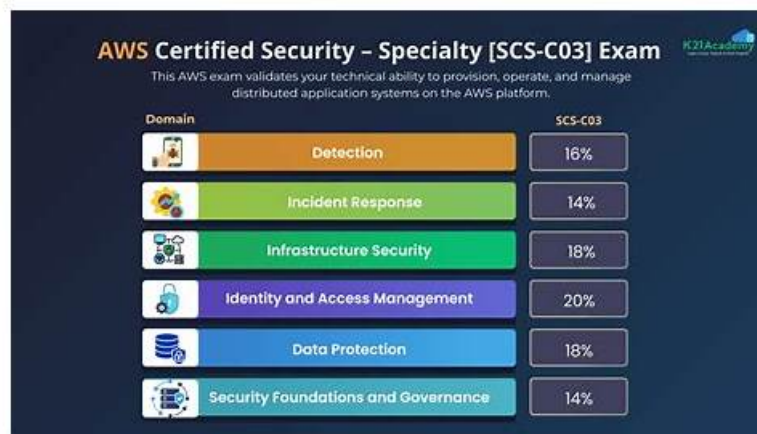 AWS Certified Security – Specialty [SCS-C03] Exam
K21Academy
This AWS exam validates your technical ability to provision, operate, and manage
distributed application systems on the AWS platform.
Domain
SCS-C03
Detection
16%
Incident Response
14%
Infrastructure Security
18%
Identity and Access Management
20%
Data Protection
18%
Security Foundations and Governance
14%